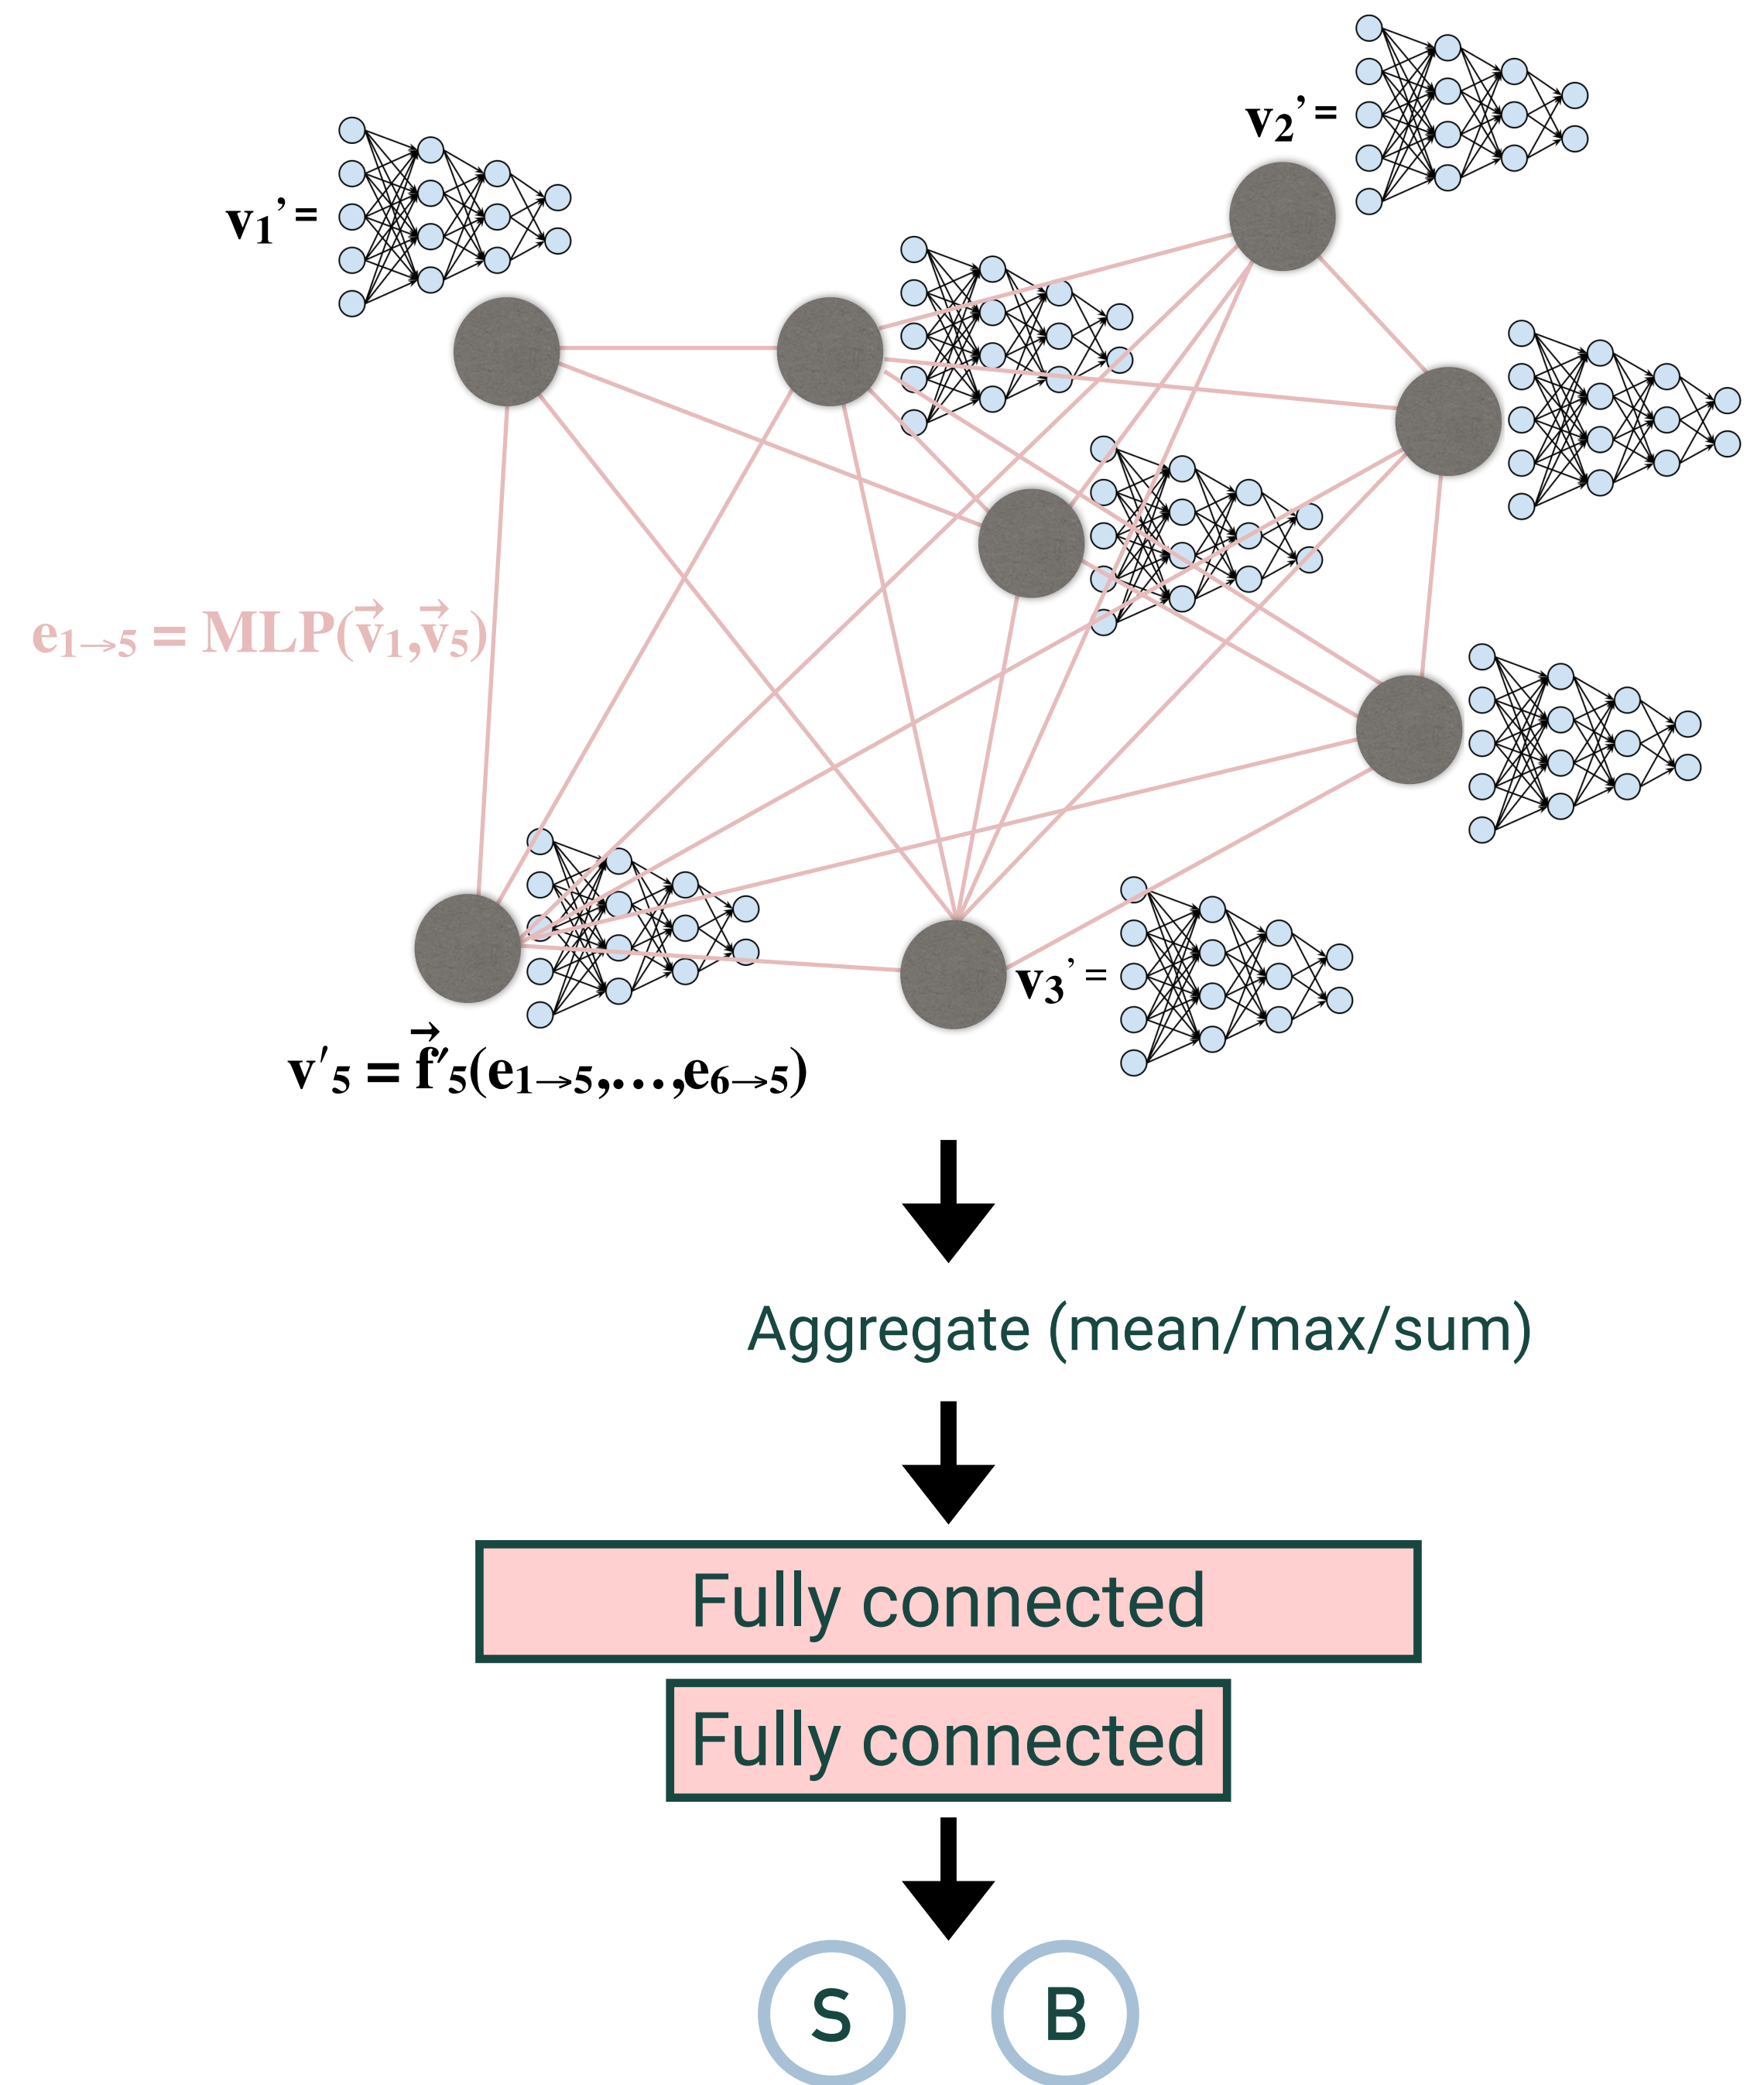 v₂’ =
v₁’ =
e₁→₅ = MLP(v⃗₁,v⃗₅)
v₃’ =
v′₅ = f⃗′₅(e₁→₅,...,e₆→₅)
Aggregate (mean/max/sum)
Fully connected
Fully connected
S B